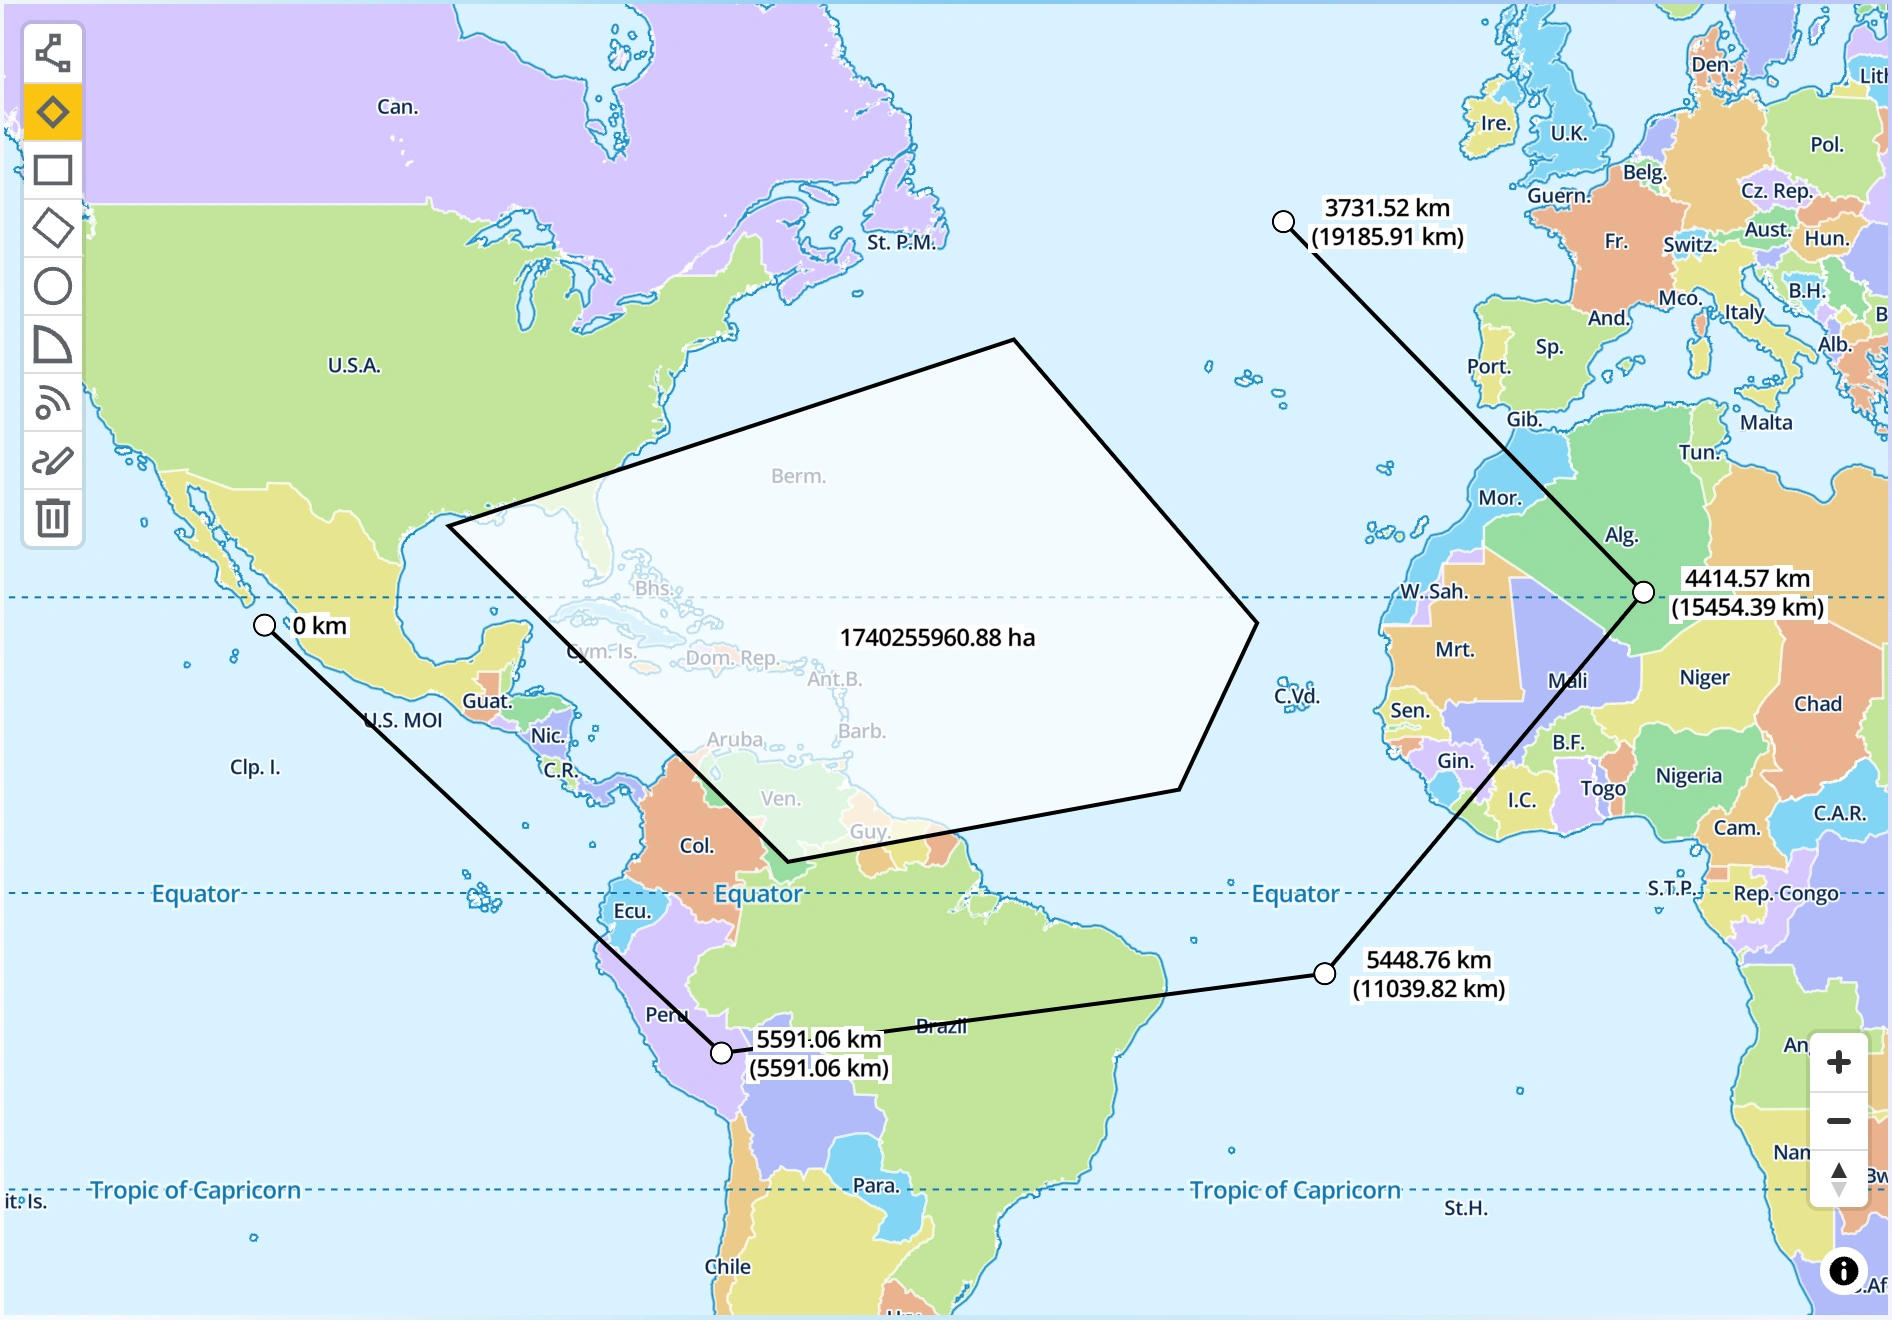 Can.
Den.
Lith
Ire.
U.K.
Pol.
Belg.
Cz. Rep.
Guern.
3731.52 km
(19185.91 km)
St. P.M.
Fr.
Switz.
Aust.
Hun.
Mco.
B.H.
And.
Italy
B
U.S.A.
Port.
Sp.
Alb.
Gib.
Malta
Tun.
Berm.
Mor.
Alg.
Bhs.
W. Sah.
4414.57 km
(15454.39 km)
0 km
1740255960.88 ha
Cym. Is.
Dom. Rep.
Mrt.
Ant.B.
Mali
Niger
Guat.
C.Vd.
Sen.
Chad
U.S. MOI
Nic.
Aruba
Barb.
B.F.
Clp. I.
C.R.
Gin.
Nigeria
Ven.
I.C.
Togo
C.A.R.
Guy.
Cam.
Col.
Equator
Equator
Equator
S.T.P.
Rep. Congo
Ecu.
5448.76 km
(11039.82 km)
Peru
Brazil
5591.06 km
(5591.06 km)
An
Nam
Bw
Tropic of Capricorn
Para.
Tropic of Capricorn
it. Is.
St.H.
Chile
.Af